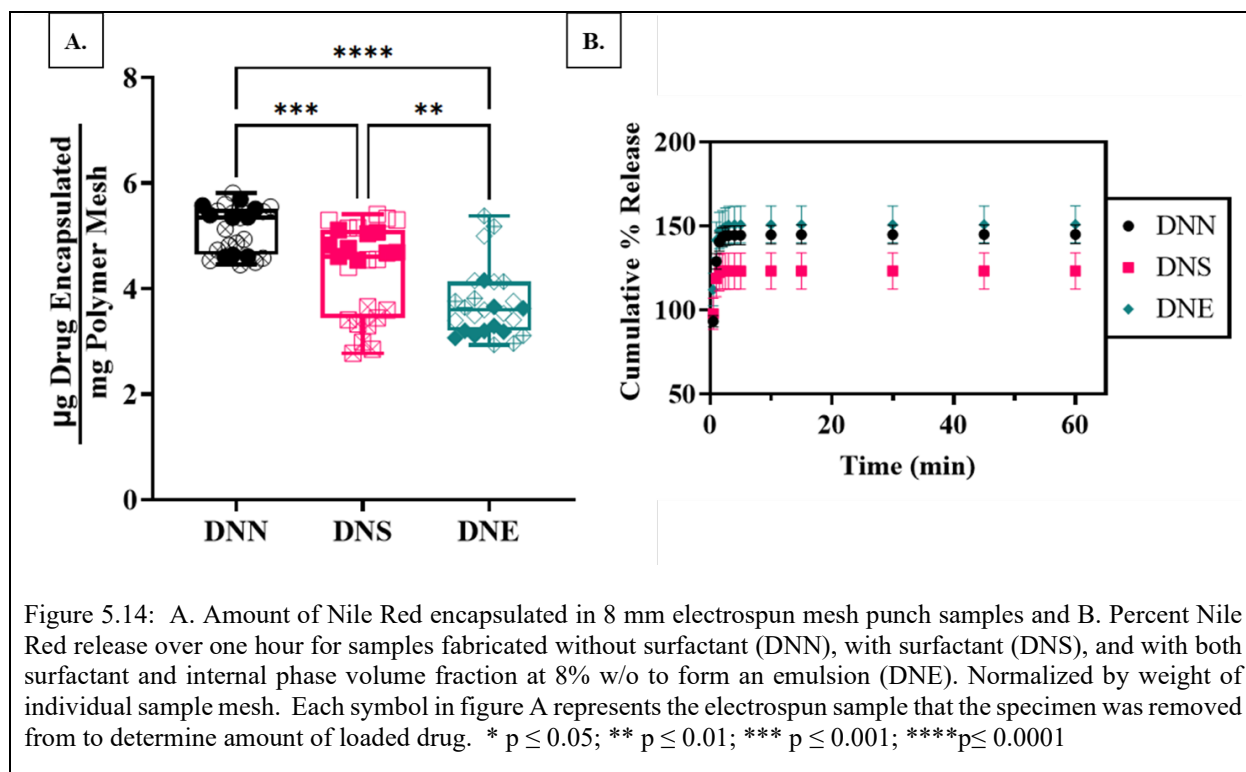 A.
B.
****
***
**
µg Drug Encapsulated
mg Polymer Mesh
8
6
4
2
0
DNN
DNS
DNE
Cumulative % Release
200
150
100
50
0
20
40
60
Time (min)
DNN
DNS
DNE
Figure 5.14: A. Amount of Nile Red encapsulated in 8 mm electrospun mesh punch samples and B. Percent Nile
Red release over one hour for samples fabricated without surfactant (DNN), with surfactant (DNS), and with both
surfactant and internal phase volume fraction at 8% w/o to form an emulsion (DNE). Normalized by weight of
individual sample mesh. Each symbol in figure A represents the electrospun sample that the specimen was removed
from to determine amount of loaded drug. * p ≤ 0.05; ** p ≤ 0.01; *** p ≤ 0.001; ****p≤ 0.0001